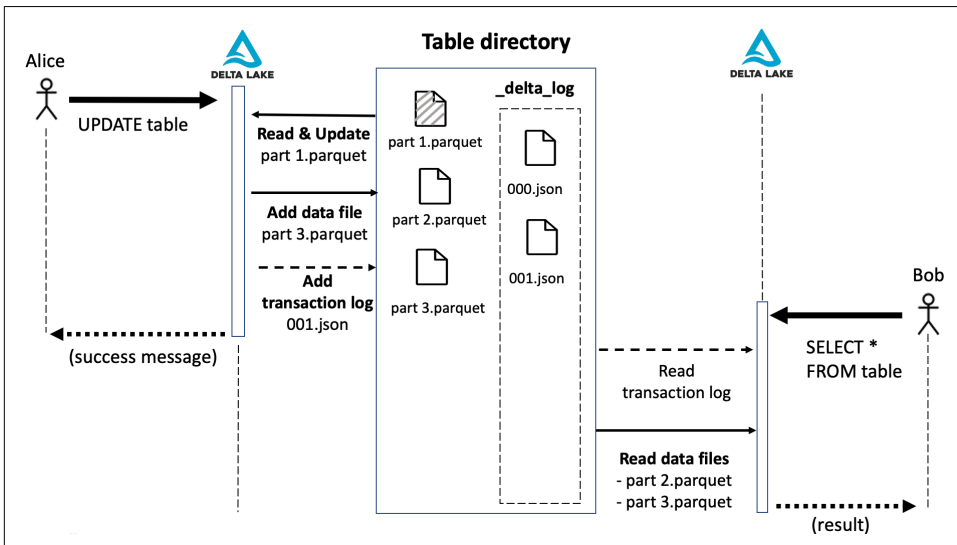 Table directory
Alice
DELTA LAKE
DELTA LAKE
UPDATE table
_delta_log
Read & Update
part 1.parquet
part 1.parquet
000.json
Add data file
part 3.parquet
part 2.parquet
001.json
Add
transaction log
001.json
part 3.parquet
Bob
(success message)
SELECT *
FROM table
Read
transaction log
Read data files
- part 2.parquet
- part 3.parquet
(result)